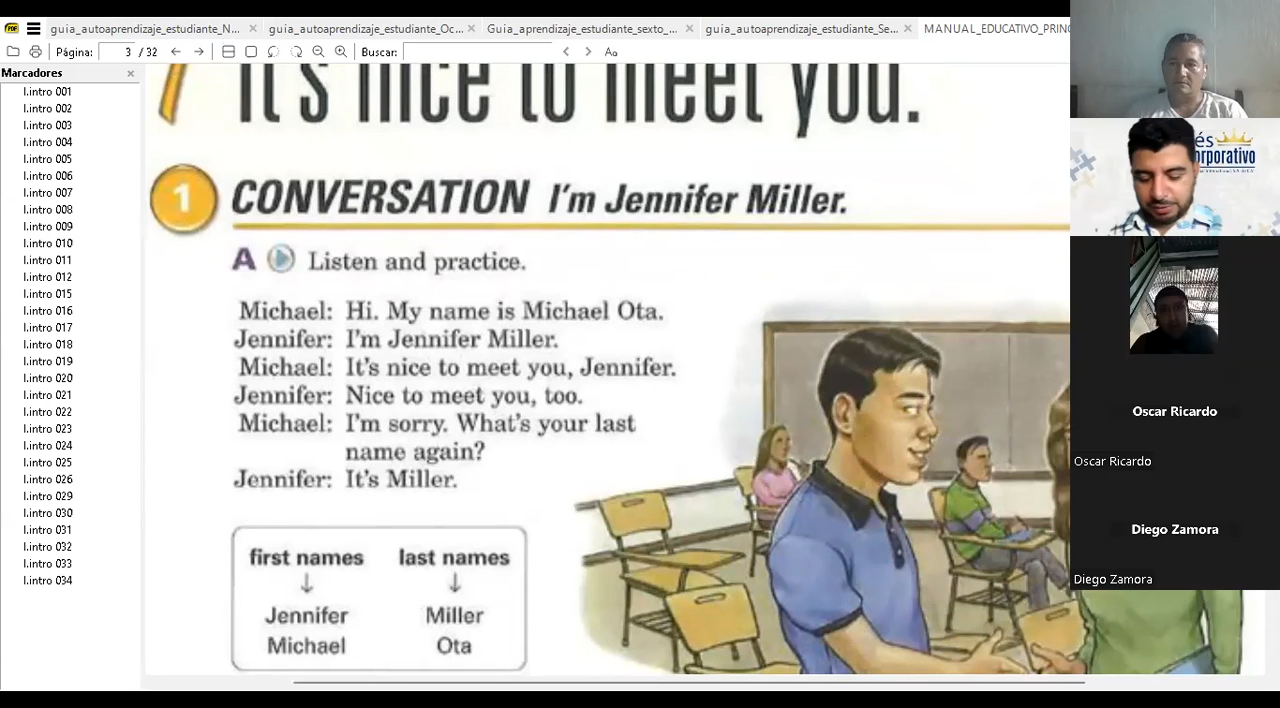 guia_autoaprendizaje_estudiante_N...
guia_autoaprendizaje_estudiante_Oc...
Guia_aprendizaje_estudiante_sexto_...
guia_autoaprendizaje_estudiante_Se...
MANUAL_EDUCATIVO_PRINC
Página: 3 / 32
Buscar:
Marcadores
I.intro 001
I.intro 002
I.intro 003
I.intro 004
I.intro 005
I.intro 006
I.intro 007
I.intro 008
I.intro 009
I.intro 010
I.intro 011
I.intro 012
I.intro 015
I.intro 016
I.intro 017
I.intro 018
I.intro 019
I.intro 020
I.intro 021
I.intro 022
I.intro 023
I.intro 024
I.intro 025
I.intro 026
I.intro 029
I.intro 030
I.intro 031
I.intro 032
I.intro 033
I.intro 034
It's nice to meet you.
1 CONVERSATION I'm Jennifer Miller.
A Listen and practice.
Michael: Hi. My name is Michael Ota.
Jennifer: I'm Jennifer Miller.
Michael: It's nice to meet you, Jennifer.
Jennifer: Nice to meet you, too.
Michael: I'm sorry. What's your last
name again?
Jennifer: It's Miller.
first names last names
Jennifer Miller
Michael Ota
és
orporativo
Oscar Ricardo
Oscar Ricardo
Diego Zamora
Diego Zamora